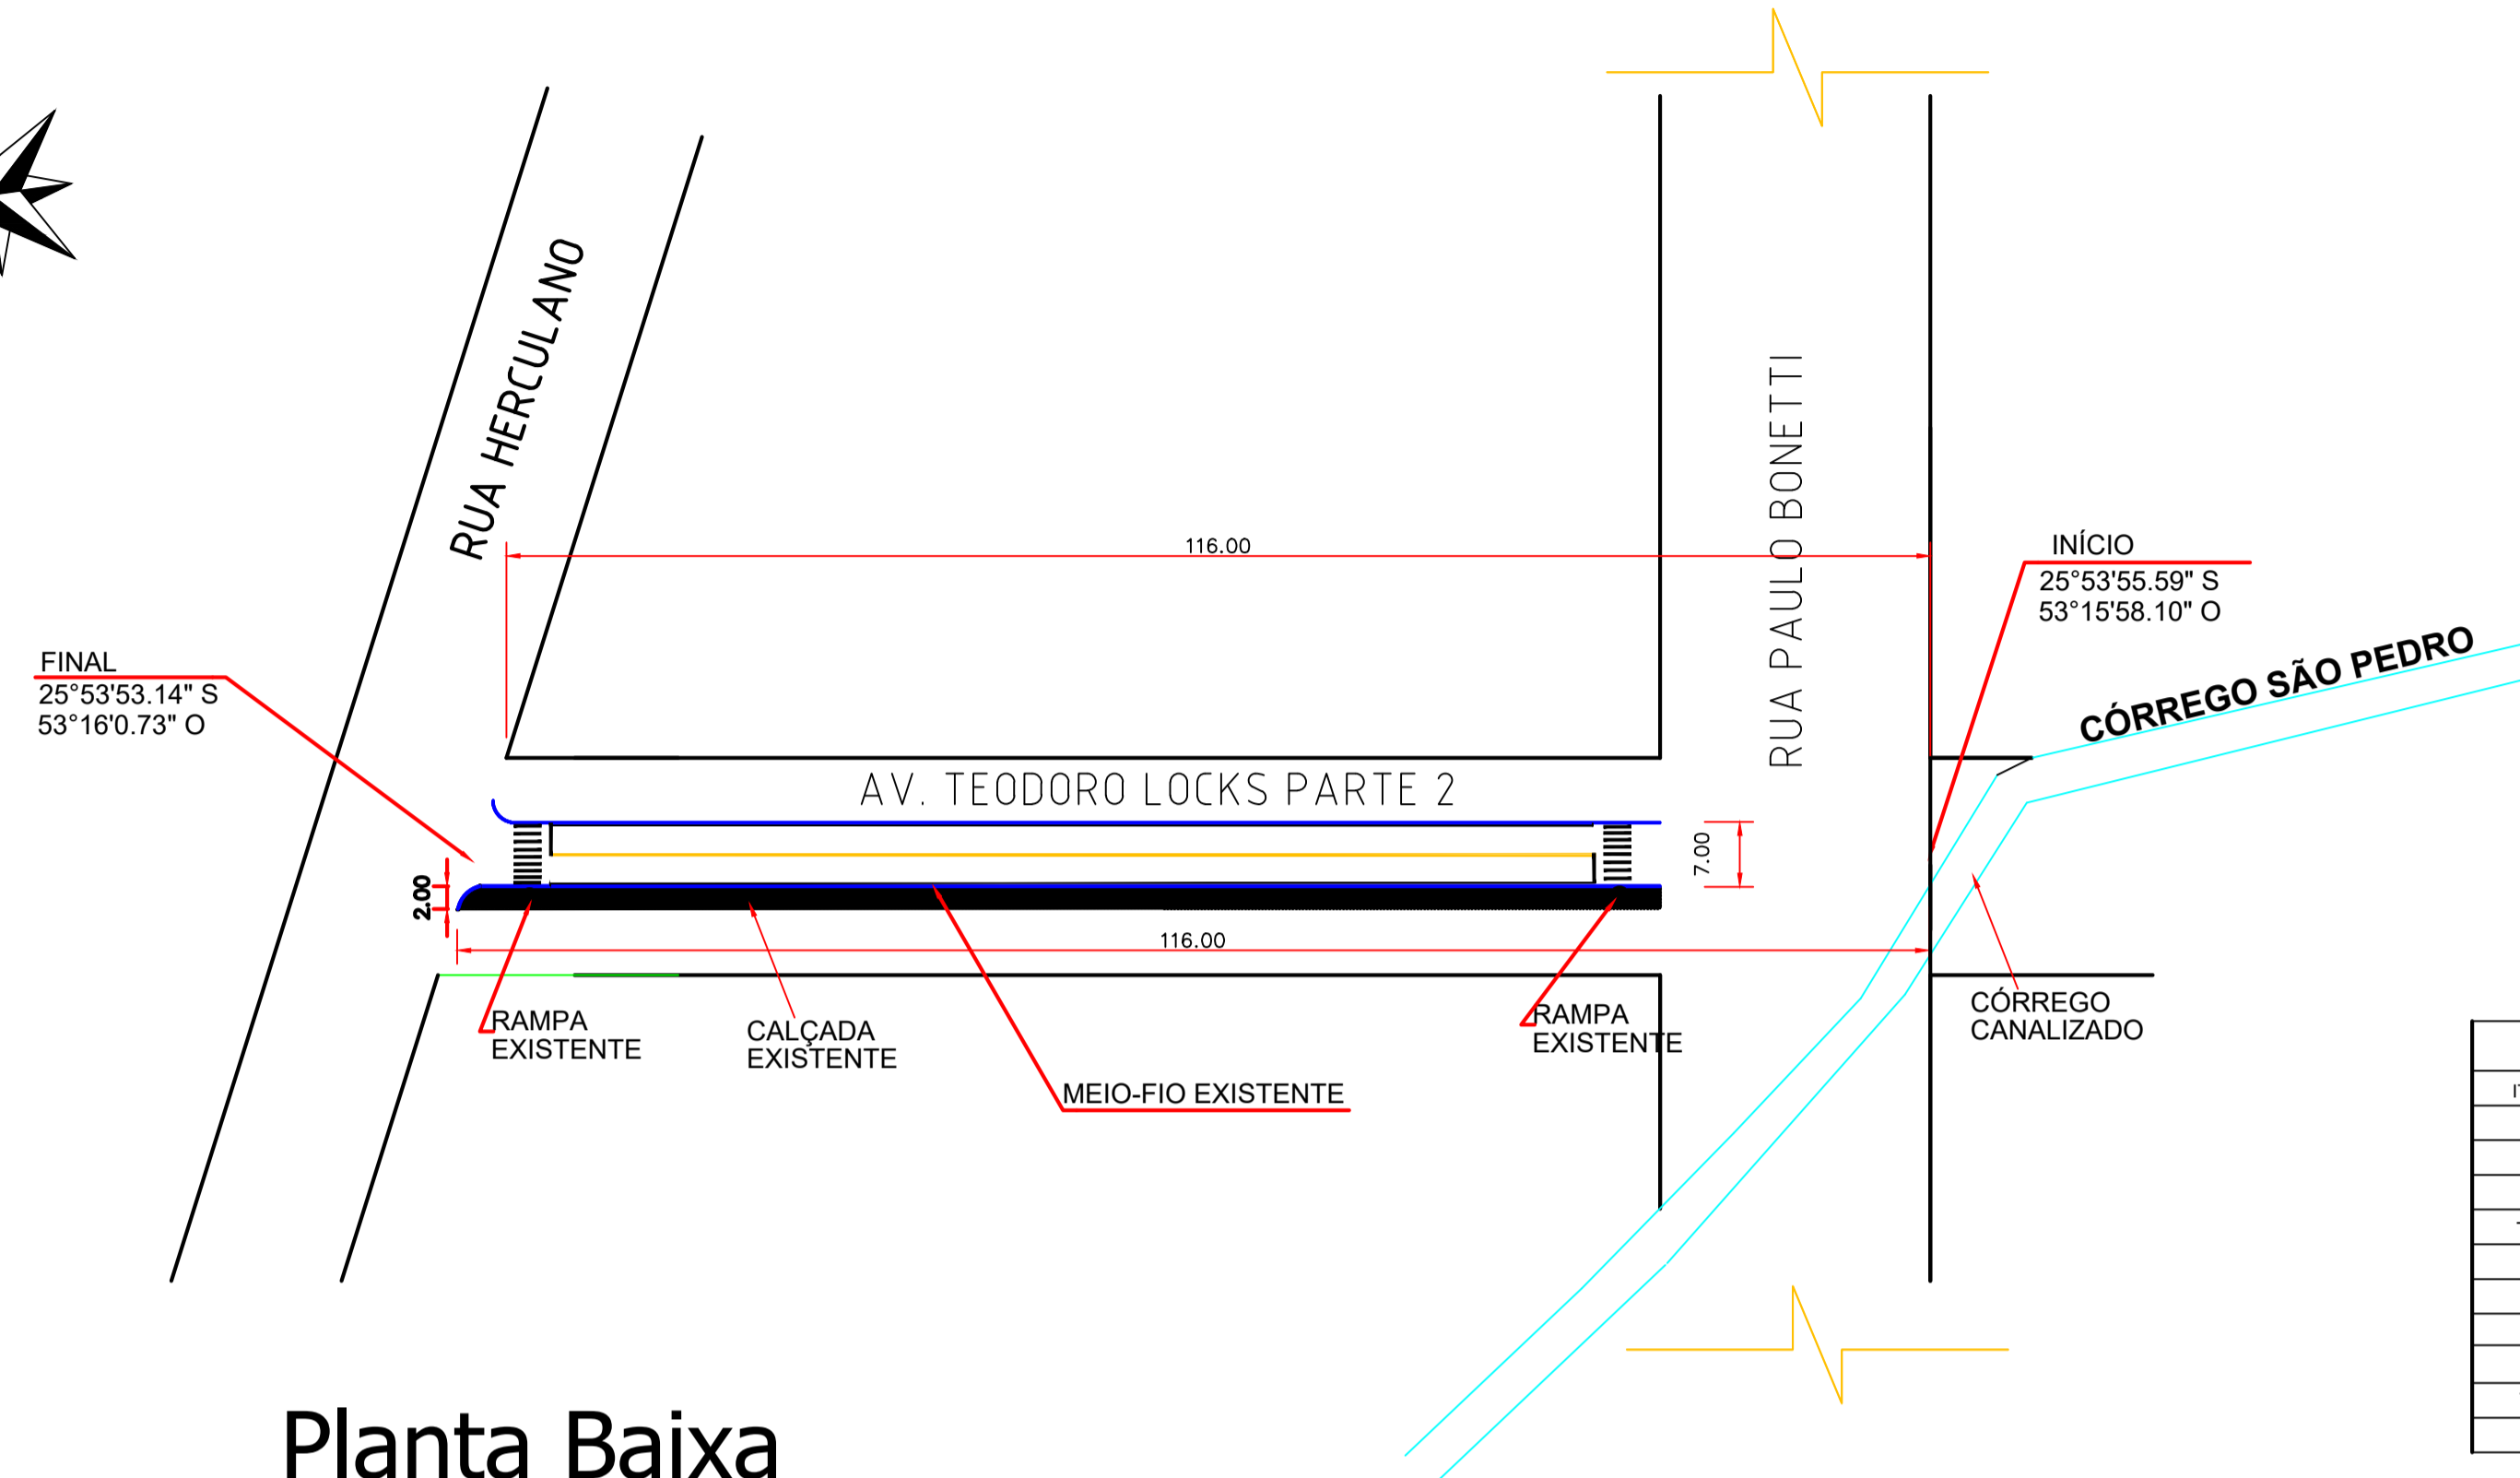 RUA HERCULANO
RUA PAULO BONETTI
116.00
INÍCIO
25°53'55.59" S
53°15'58.10" O
CÓRREGO SÃO PEDRO
FINAL
25°53'53.14" S
53°16'0.73" O
AV. TEODORO LOCKS PARTE 2
7.00
2.00
116.00
RAMPA
EXISTENTE
CALÇADA
EXISTENTE
MEIO-FIO EXISTENTE
RAMPA
EXISTENTE
CÓRREGO
CANALIZADO
Planta Baixa